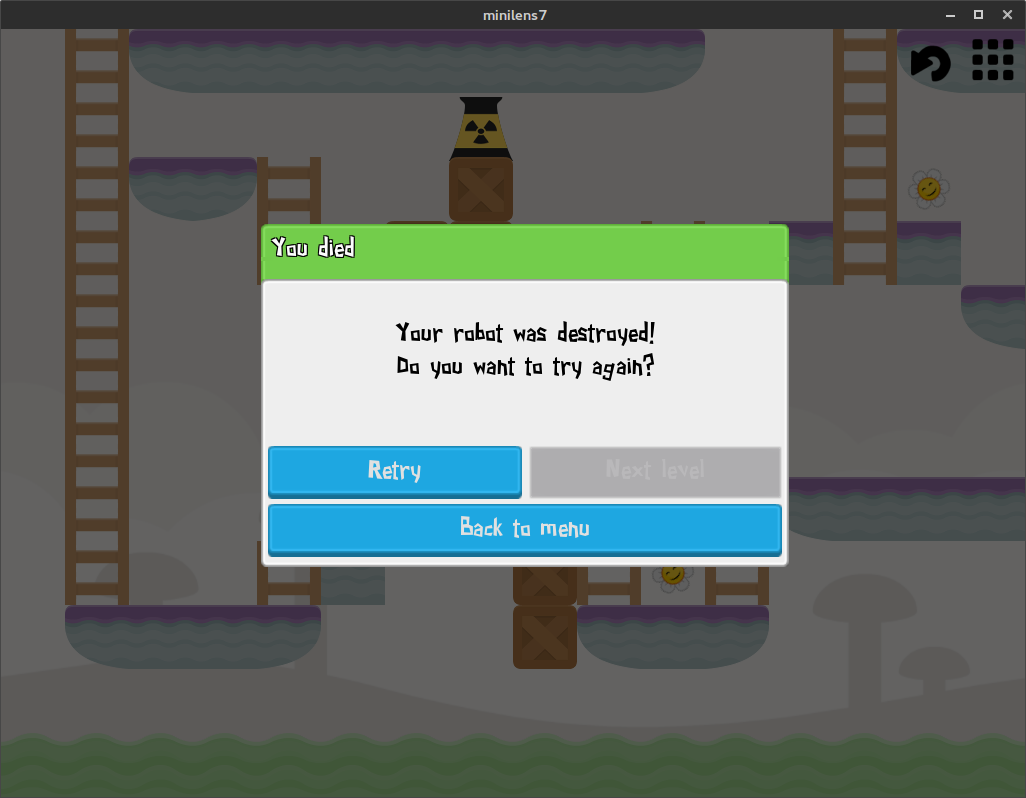 minilens7
You died
Your robot was destroyed!
Do you want to try again?
Retry
Next level
Back to menu